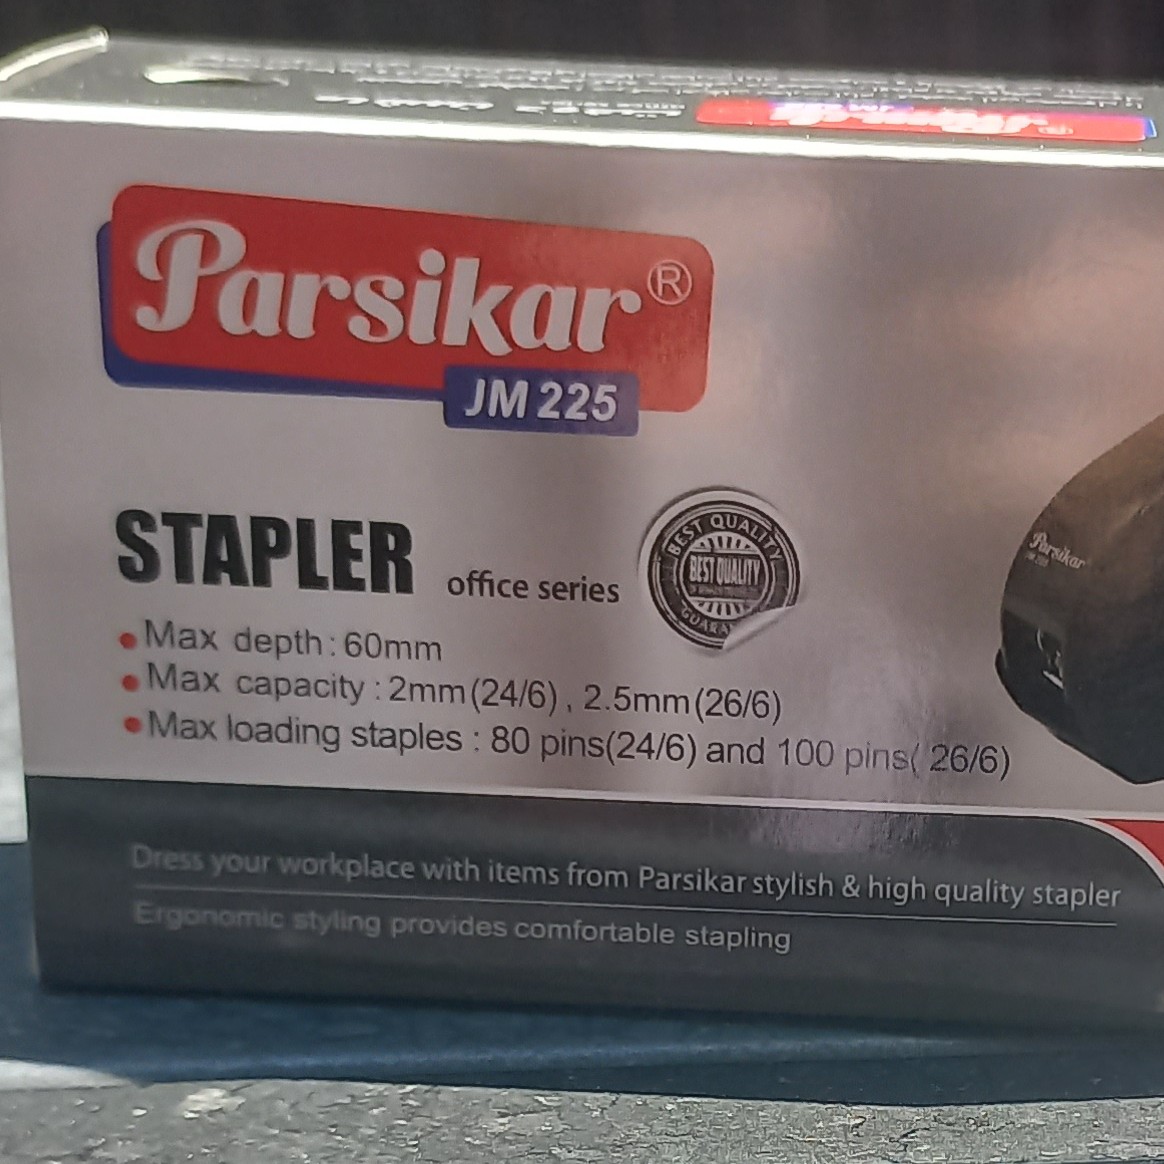 Parsikar®
JM 225
STAPLER office series
BEST QUALITY
BEST QUALITY
• Max depth : 60mm
• Max capacity : 2mm (24/6) , 2.5mm (26/6)
• Max loading staples : 80 pins(24/6) and 100 pins( 26/6)
Parsikar
Dress your workplace with items from Parsikar stylish & high quality stapler
Ergonomic styling provides comfortable stapling